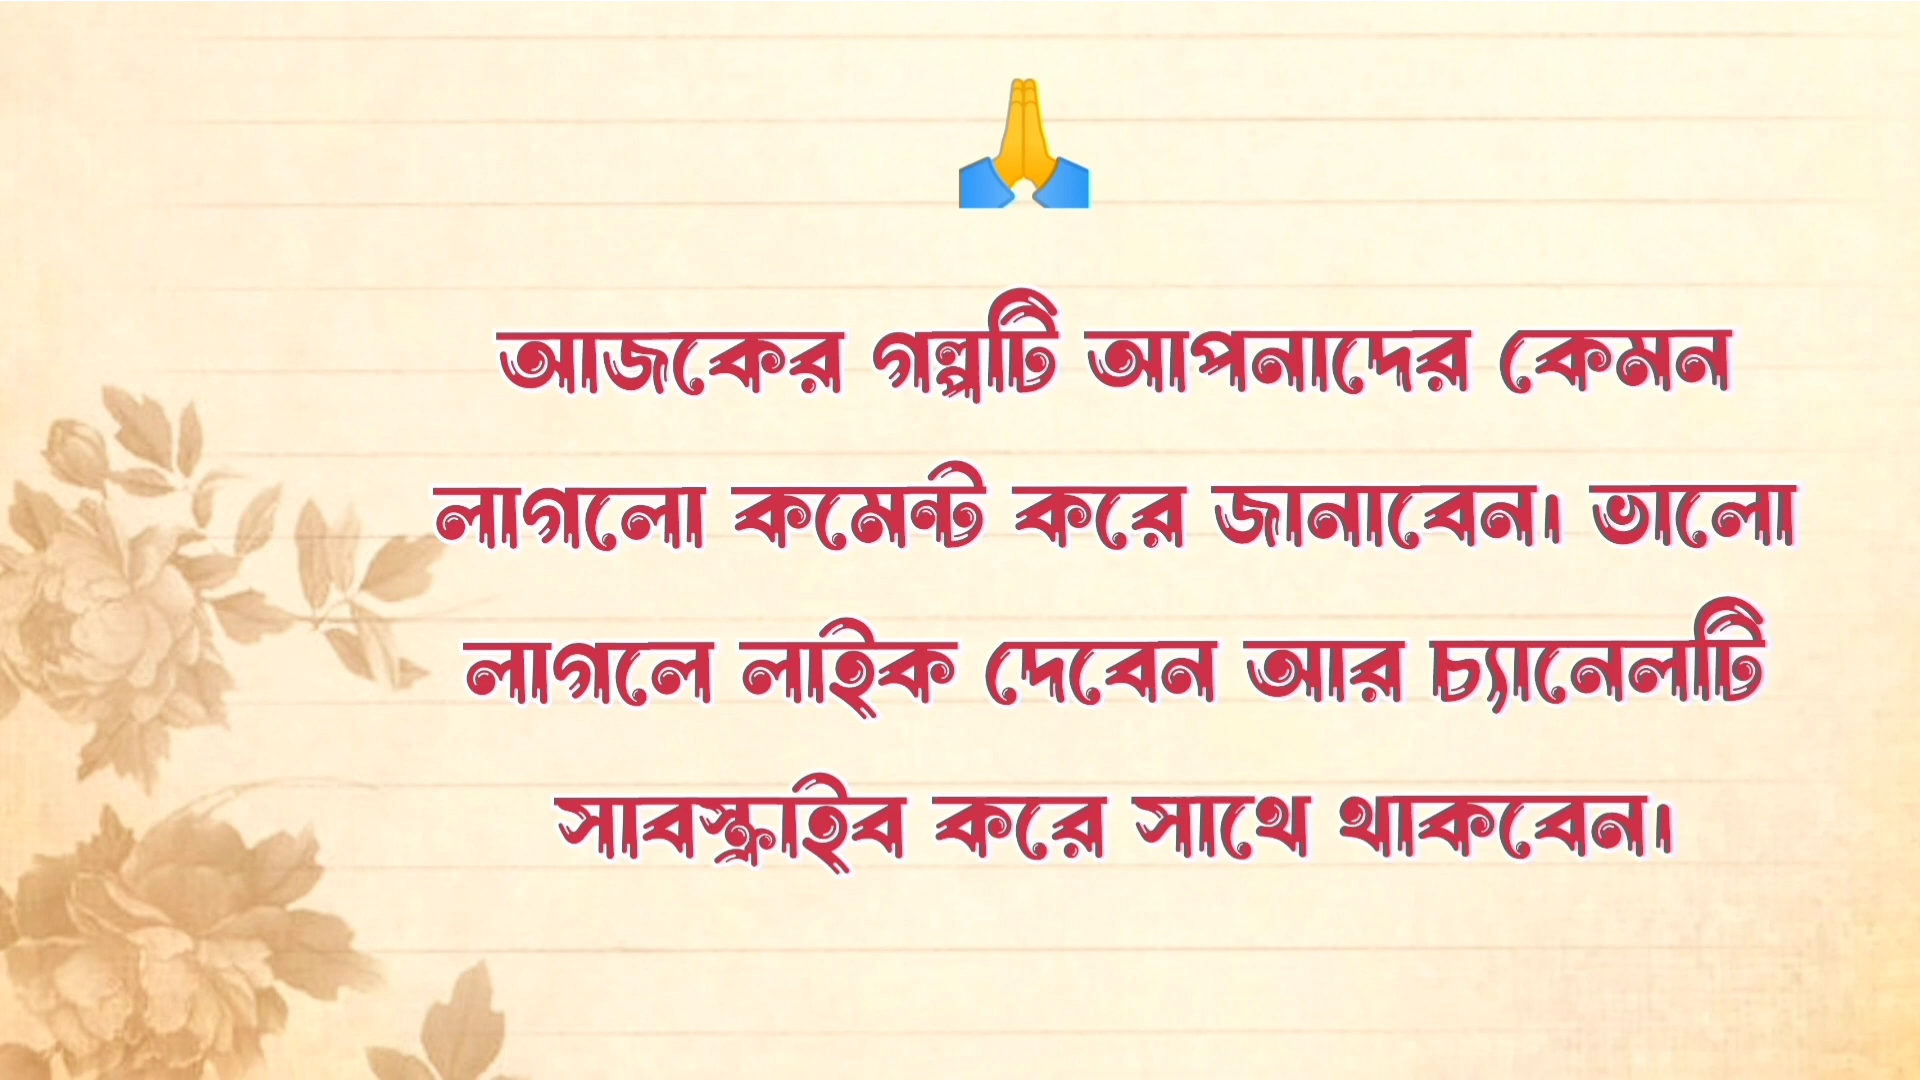 আজকের গল্পটি আপনাদের কেমন
লাগলো কমেন্ট করে জানাবেন। ভালো
লাগলে লাইক দেবেন আর চ্যানেলটি
সাবস্ক্রাইব করে সাথে থাকবেন।